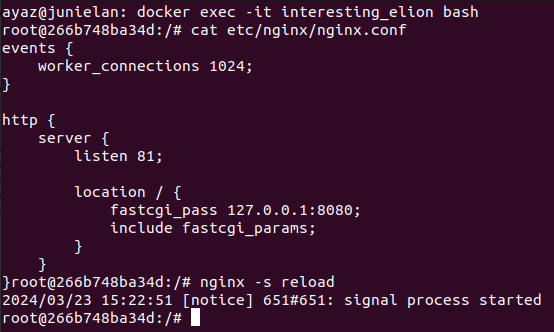 ayaz@junielan: docker exec -it interesting_elion bash
root@266b748ba34d:/# cat etc/nginx/nginx.conf
events {
    worker_connections 1024;
}

http {
    server {
        listen 81;

        location / {
            fastcgi_pass 127.0.0.1:8080;
            include fastcgi_params;
        }
    }
}root@266b748ba34d:/# nginx -s reload
2024/03/23 15:22:51 [notice] 651#651: signal process started
root@266b748ba34d:/#